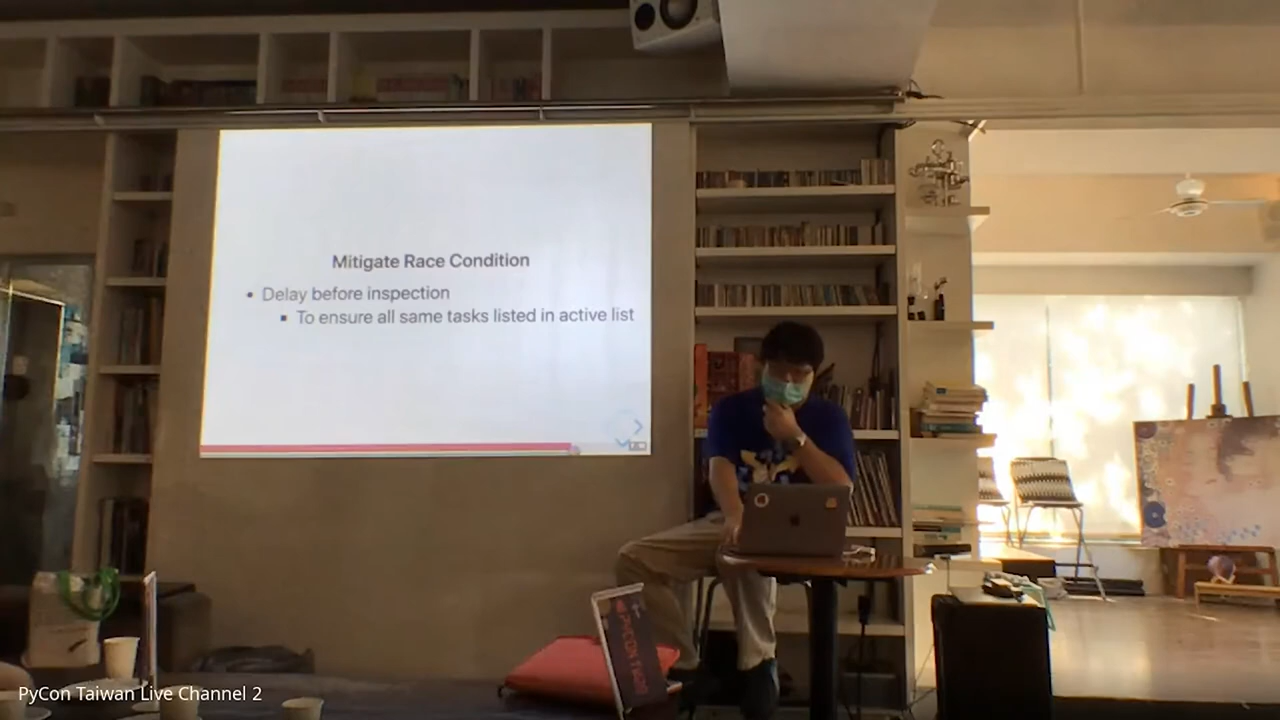 Mitigate Race Condition
Delay before inspection
To ensure all same tasks listed in active list
PyCon Taiwan Live Channel 2